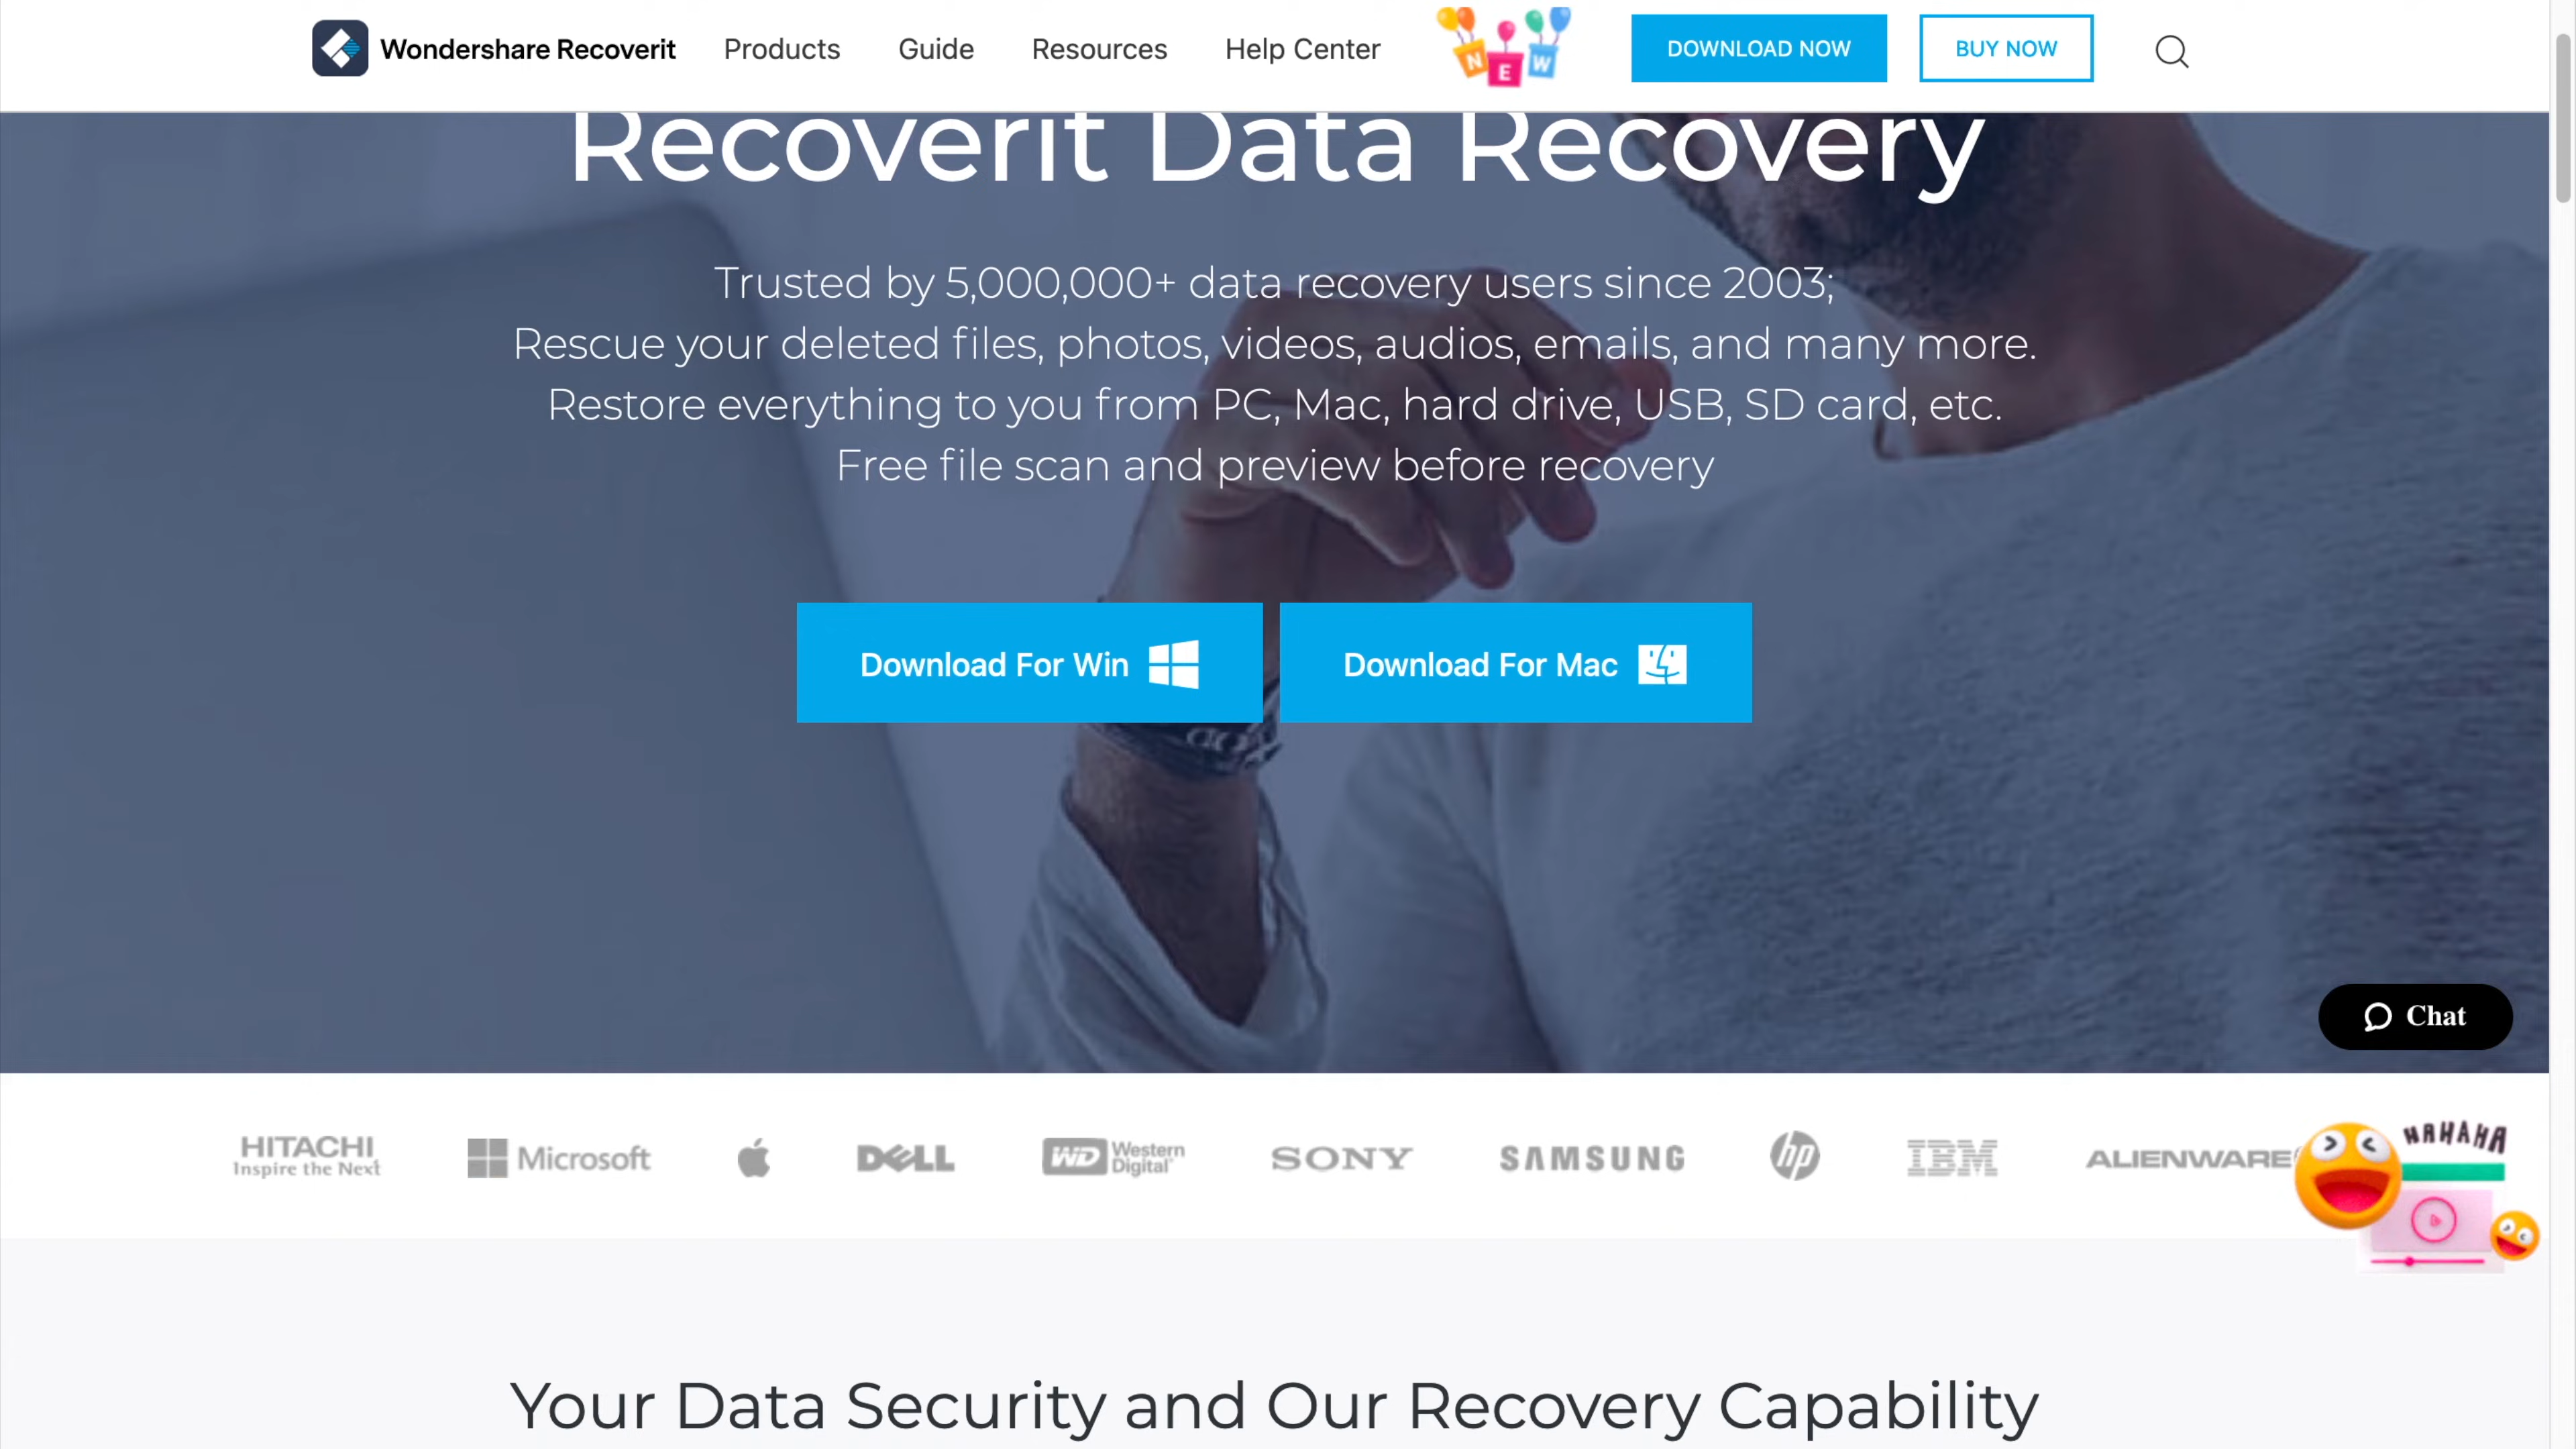 Wondershare Recoverit
Products
Guide
Resources
Help Center
NEW
DOWNLOAD NOW
BUY NOW
Recoverit Data Recovery
Trusted by 5,000,000+ data recovery users since 2003;
Rescue your deleted files, photos, videos, audios, emails, and many more.
Restore everything to you from PC, Mac, hard drive, USB, SD card, etc.
Free file scan and preview before recovery
Download For Win
Download For Mac
Chat
HITACHI
Inspire the Next
Microsoft
DELL
WD Western
Digital
SONY
SAMSUNG
hp
IBM
ALIENWARE
HAHAHA
Your Data Security and Our Recovery Capability